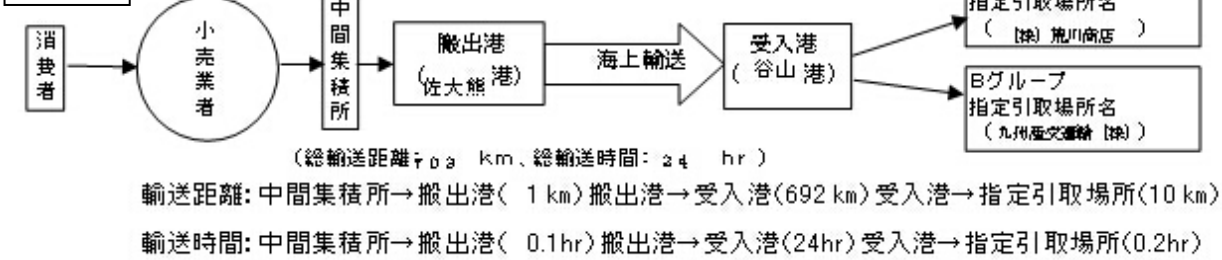 消費者
小売業者
中間集積所
搬出港
(佐大熊 港)
海上輸送
受入港
(谷山 港)
指定引取場所名
( (株) 荒川商店 )
Bグループ
指定引取場所名
(九州産交運輸 (株) )
(総輸送距離:703 km、総輸送時間: 24 hr )
輸送距離: 中間集積所→搬出港( 1 km) 搬出港→受入港(692 km) 受入港→指定引取場所(10 km)
輸送時間: 中間集積所→搬出港( 0.1hr) 搬出港→受入港(24hr) 受入港→指定引取場所(0.2hr)